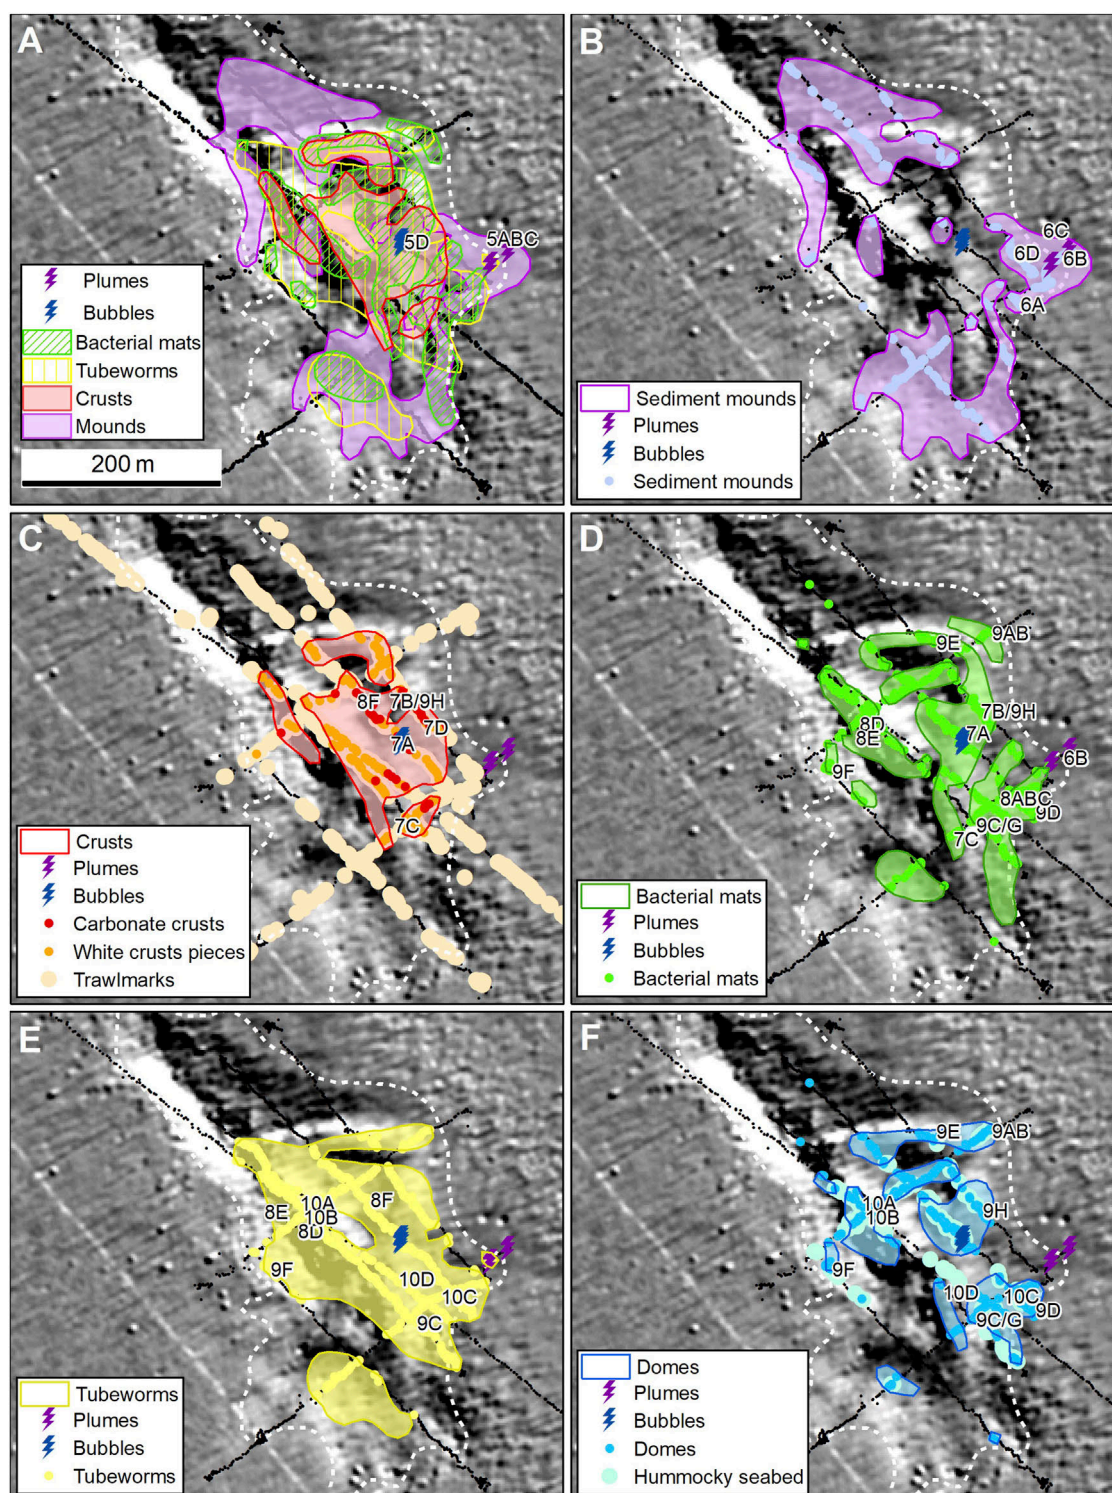 A
5D
5ABC
Plumes
Bubbles
Bacterial mats
Tubeworms
Crusts
Mounds
200 m
B
6C
6B
6D
6A
Sediment mounds
Plumes
Bubbles
Sediment mounds
C
8F
7B/9H
7D
7A
7C
Crusts
Plumes
Bubbles
Carbonate crusts
White crusts pieces
Trawlmarks
D
9AB
9E
7B/9H
8D
7A
8E
6B
9F
8ABC
9D
9C/G
7C
Bacterial mats
Plumes
Bubbles
Bacterial mats
E
10A
8F
8E
10B
8D
9F
10D
10C
9C
Tubeworms
Plumes
Bubbles
Tubeworms
F
9E
9AB
10A
9H
10B
9F
10D
10C
9D
9C/G
Domes
Plumes
Bubbles
Domes
Hummocky seabed